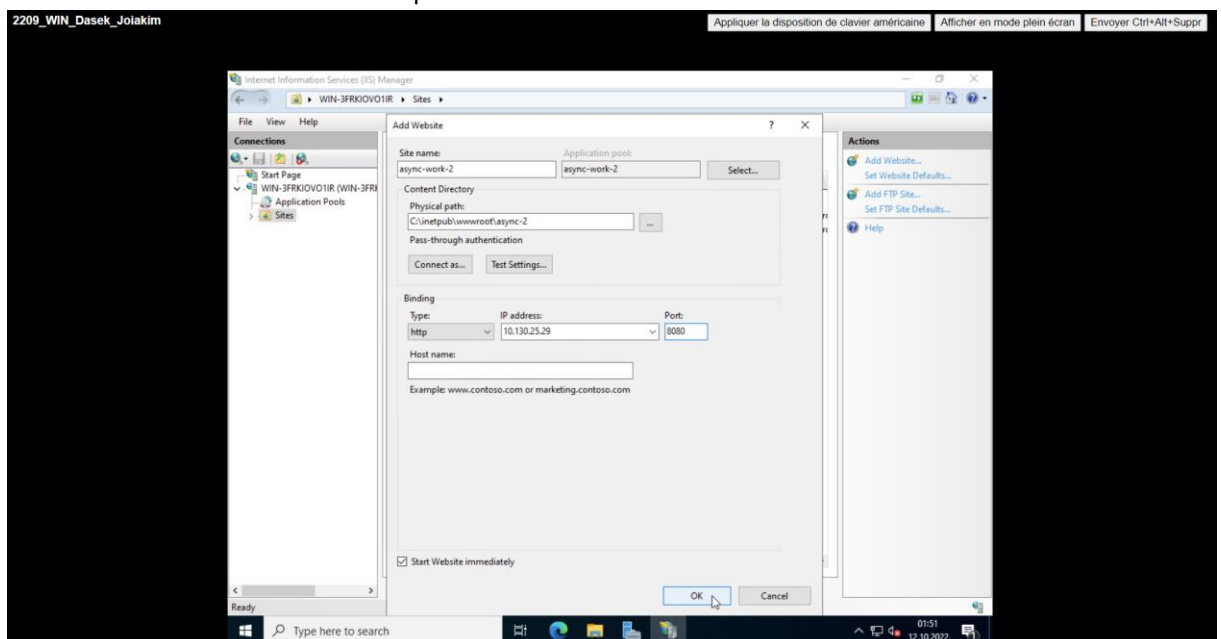 2209_WIN_Dasek_Joiakim
Appliquer la disposition de clavier américaine Afficher en mode plein écran Envoyer Ctrl+Alt+Suppr
Internet Information Services (IIS) Manager
WIN-3FRKIOVO1IR Sites
File View Help
Connections
Start Page
WIN-3FRKIOVO1IR (WIN-3FRI
Application Pools
Sites
Add Website
Site name: Application pool:
async-work-2 async-work-2 Select...
Content Directory
Physical path:
C:\inetpub\wwwroot\async-2 ...
Pass-through authentication
Connect as... Test Settings...
Binding
Type: IP address: Port:
http 10.130.25.29 8080
Host name:
Example: www.contoso.com or marketing.contoso.com
Start Website immediately
OK Cancel
Actions
Add Website...
Set Website Defaults...
Add FTP Site...
Set FTP Site Defaults...
Help
Ready
Type here to search
01:51
12.10.2022